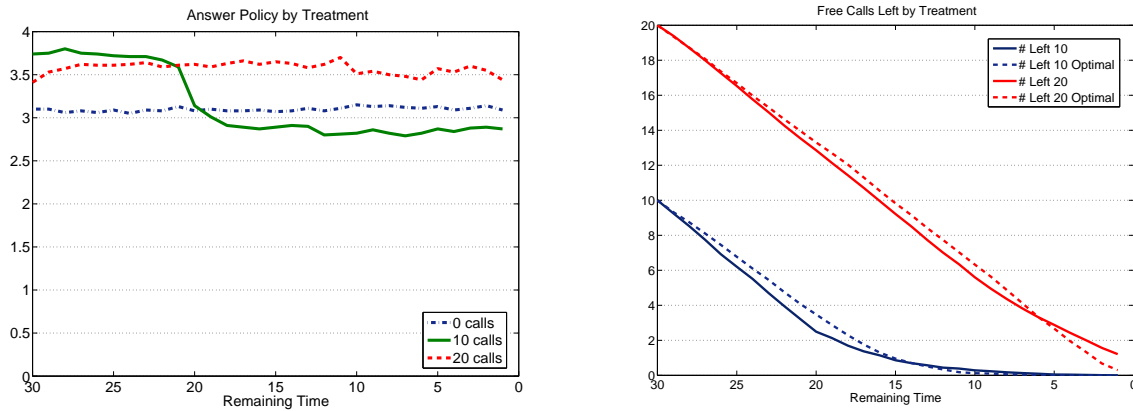 Answer Policy by Treatment
4
3.5
3
2.5
2
1.5
1
0.5
0
30 25 20 15 10 5 0
Remaining Time
0 calls
10 calls
20 calls
Free Calls Left by Treatment
20
18
16
14
12
10
8
6
4
2
0
30 25 20 15 10 5 0
Remaining Time
# Left 10
# Left 10 Optimal
# Left 20
# Left 20 Optimal